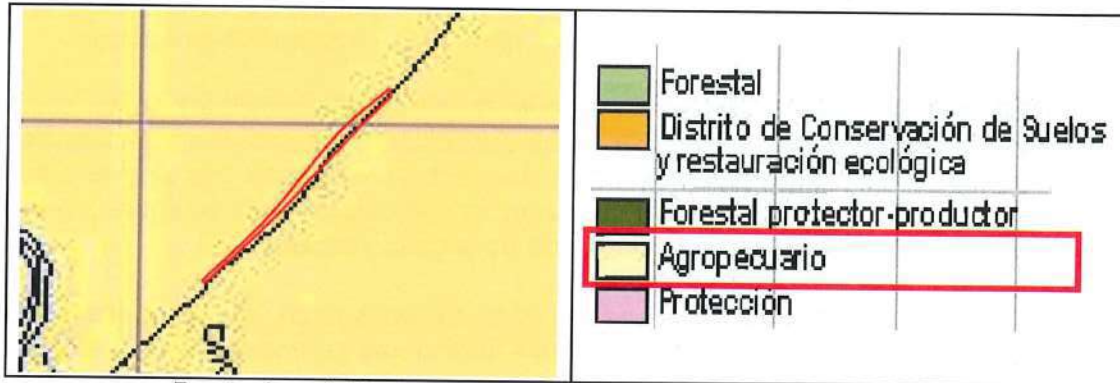 Forestal
Distrito de Conservación de Suelos
y restauración ecológica
Forestal protector-productor
Agropecuario
Protección